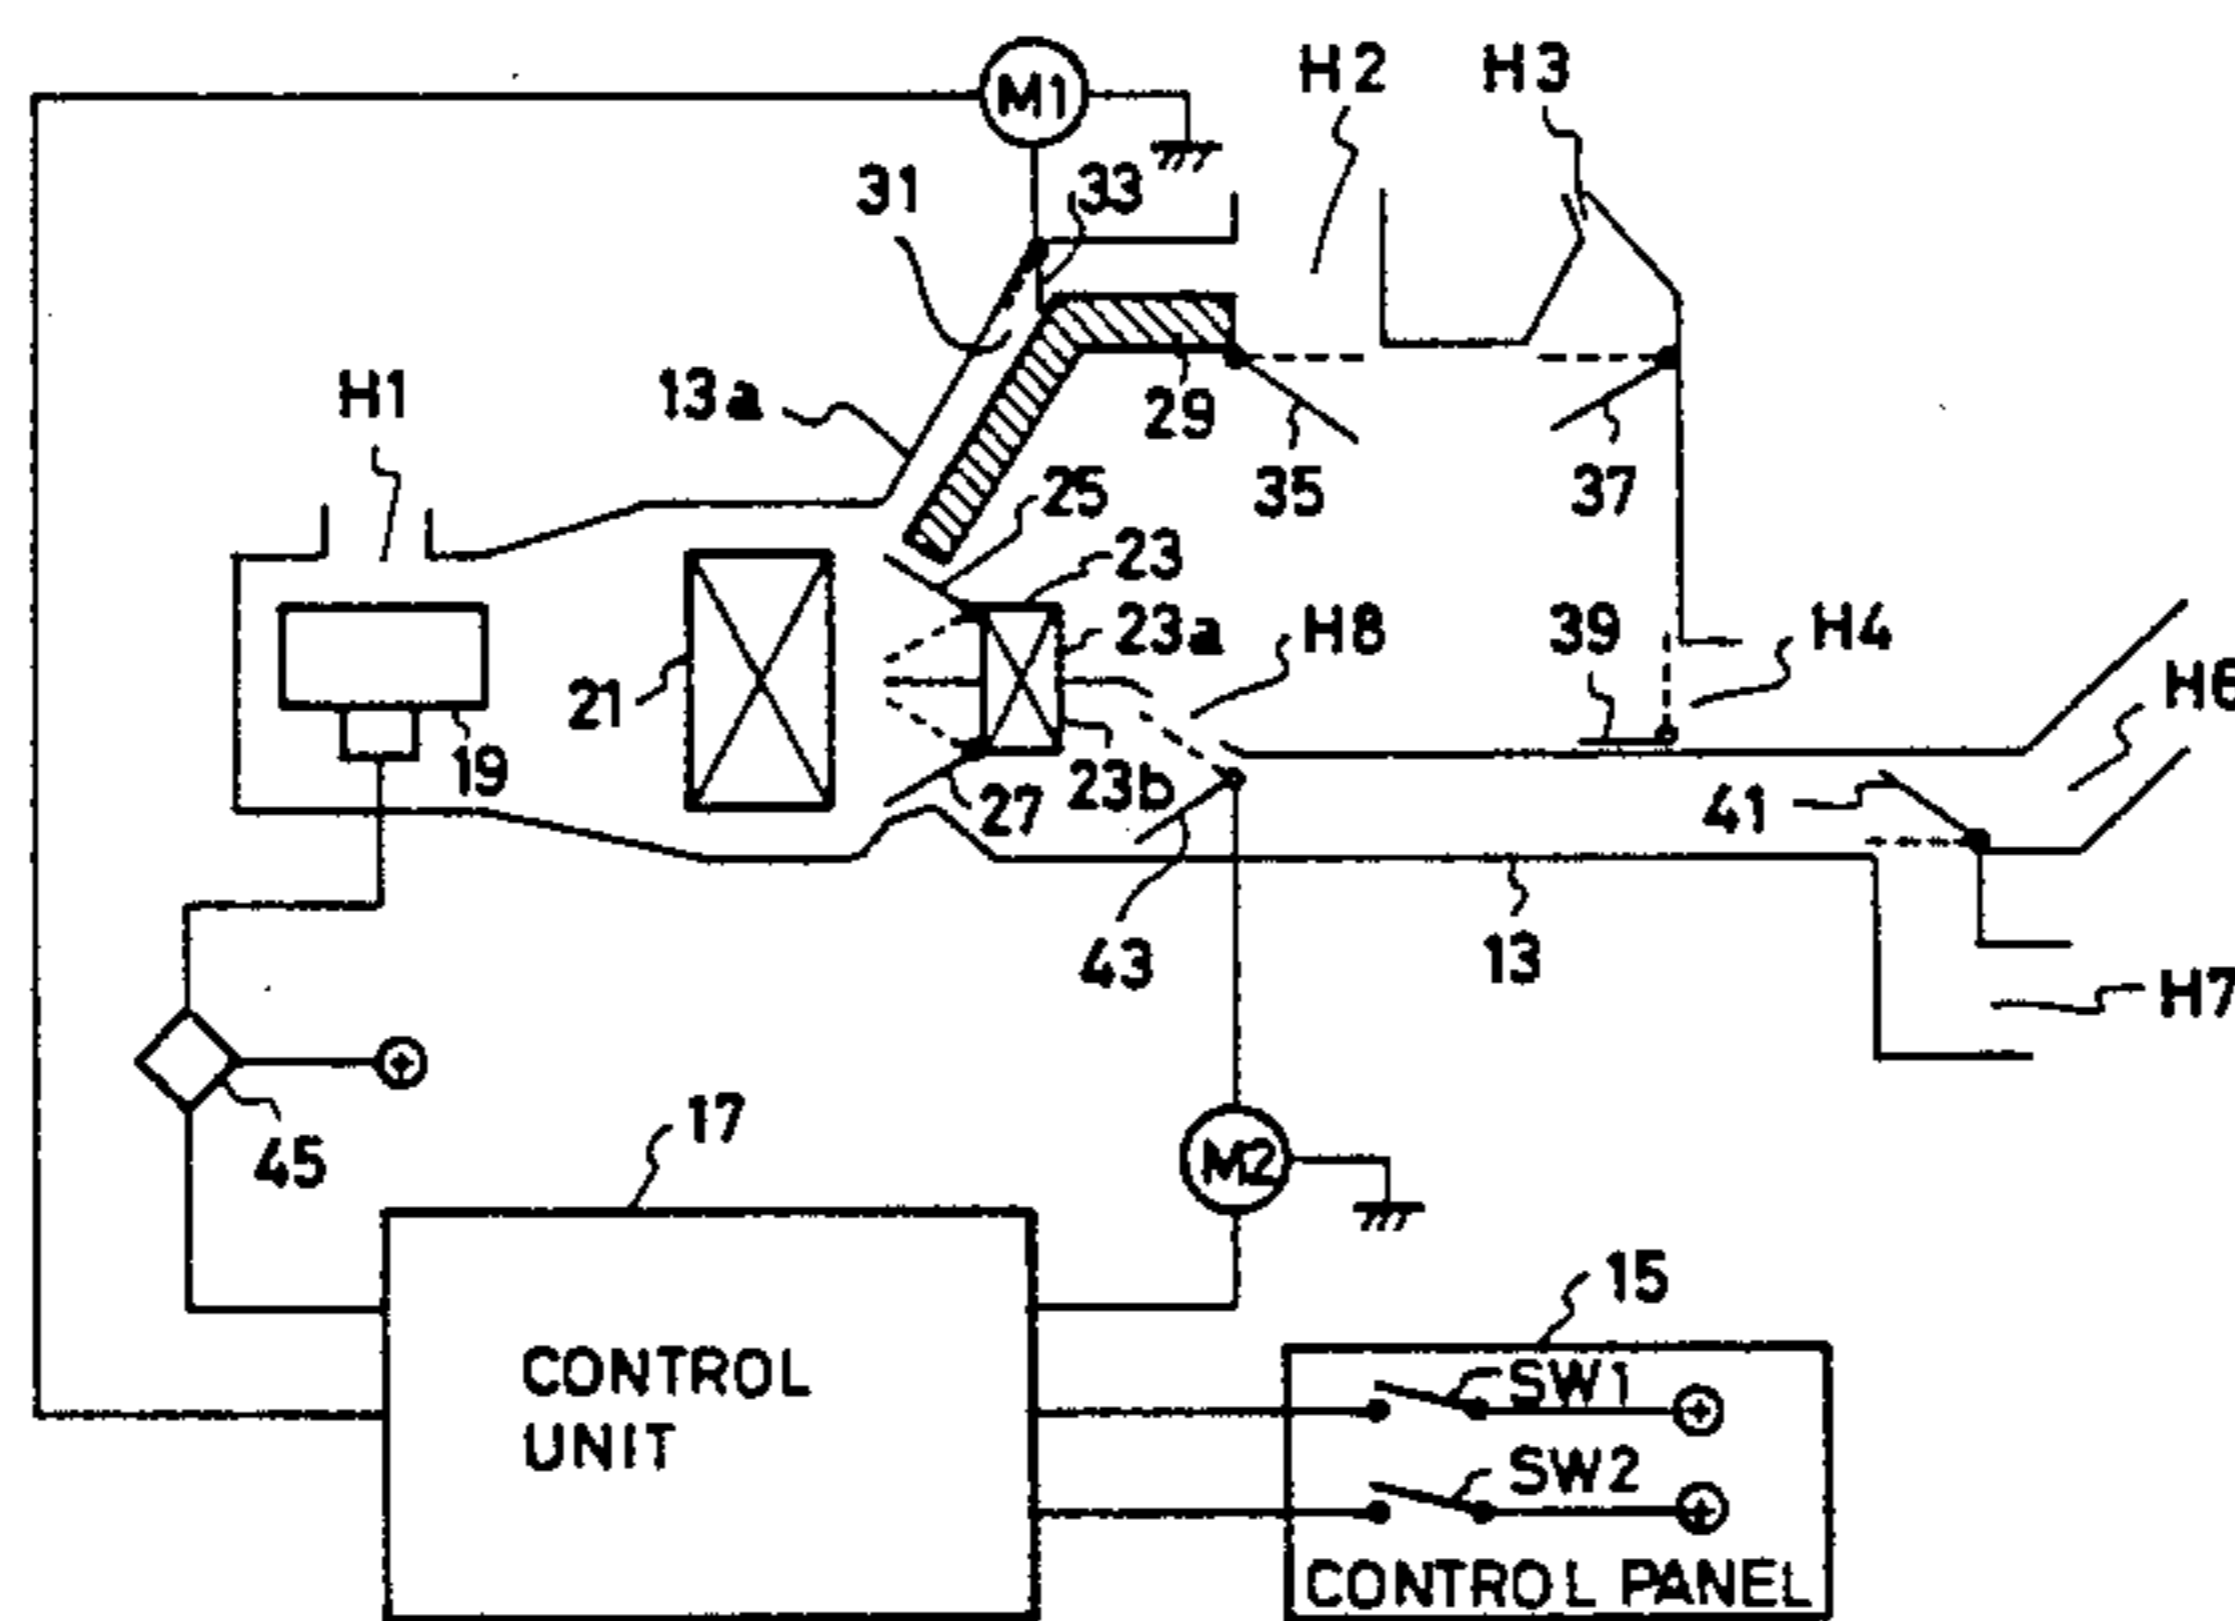 M1
H2
H3
31
33
H1
13a
29
35
37
25
23
23a
H8
39
H4
H6
21
19
27
23b
41
43
13
H7
45
17
M2
15
CONTROL
UNIT
SW1
SW2
CONTROL PANEL